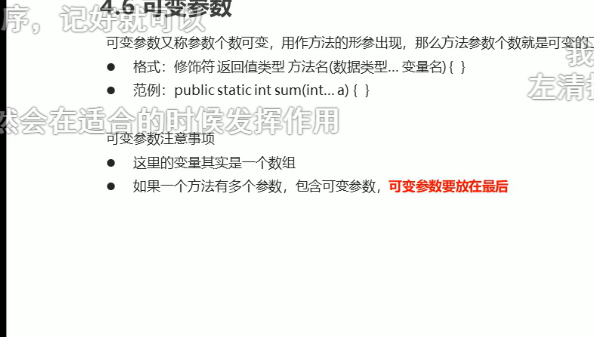 4.6 可变参数
序，记好就可以
可变参数又称参数个数可变，用作方法的形参出现，那么方法参数个数就是可变的
我
● 格式：修饰符 返回值类型 方法名(数据类型... 变量名) { }
● 范例：public static int sum(int... a) { }
左清
然会在适合的时候发挥作用
可变参数注意事项
● 这里的变量其实是一个数组
● 如果一个方法有多个参数，包含可变参数，可变参数要放在最后